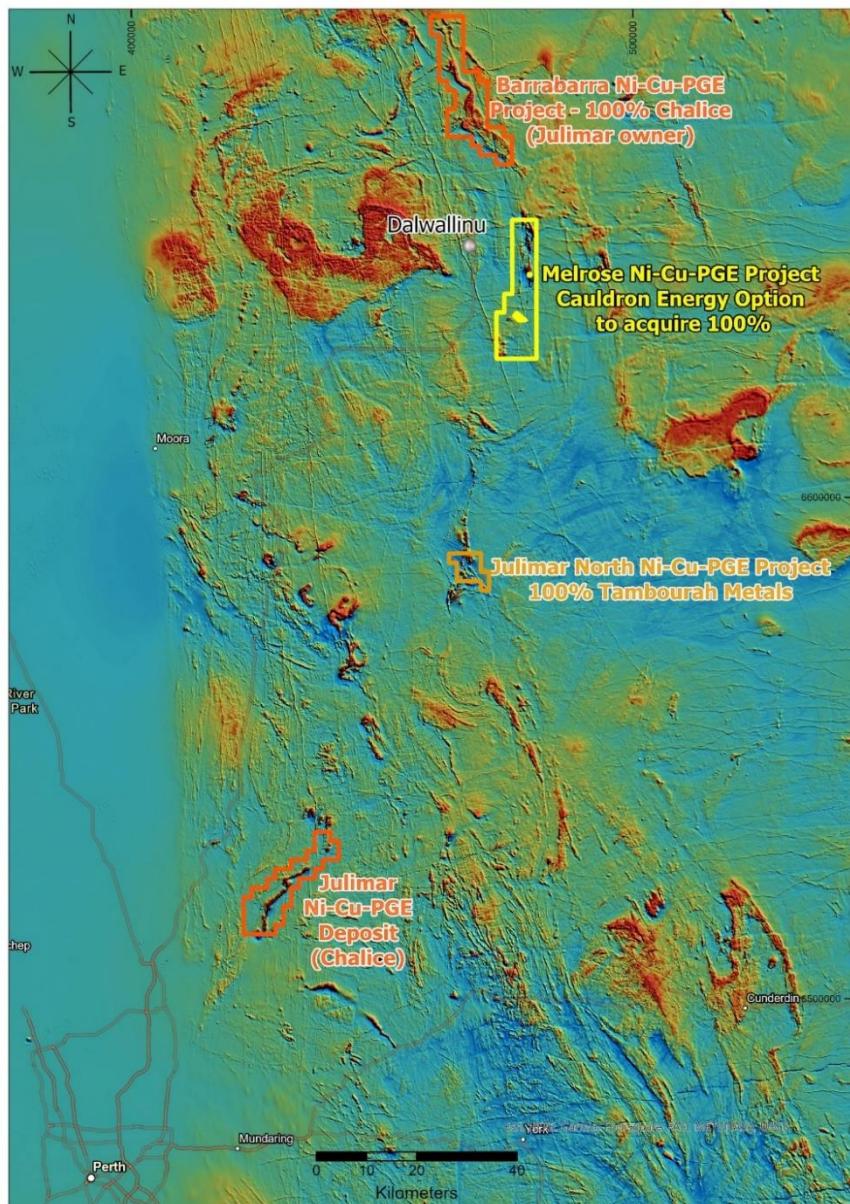 N
W E
S
400000
500000
Barrabarra Ni-Cu-PGE
Project - 100% Chalice
(Julimar owner)
Dalwallinu
Melrose Ni-Cu-PGE Project
Cauldron Energy Option
to acquire 100%
Moora
6600000
Julimar North Ni-Cu-PGE Project
100% Tambourah Metals
River
Park
Julimar
Ni-Cu-PGE
Deposit
(Chalice)
chep
6500000
Cunderdin
York
Mundaring
Perth
0 10 20 40
Kilometers